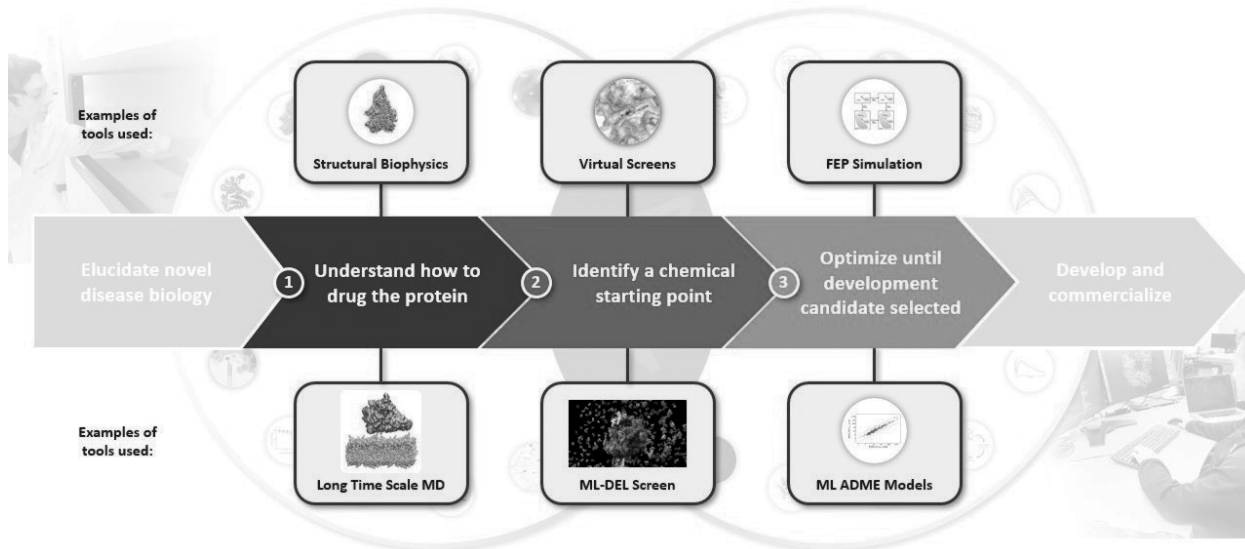 Examples of
tools used:
Structural Biophysics
Virtual Screens
FEP Simulation
Elucidate novel
disease biology
1
Understand how to
drug the protein
2
Identify a chemical
starting point
3
Optimize until
development
candidate selected
Develop and
commercialize
Examples of
tools used:
Long Time Scale MD
ML-DEL Screen
ML ADME Models